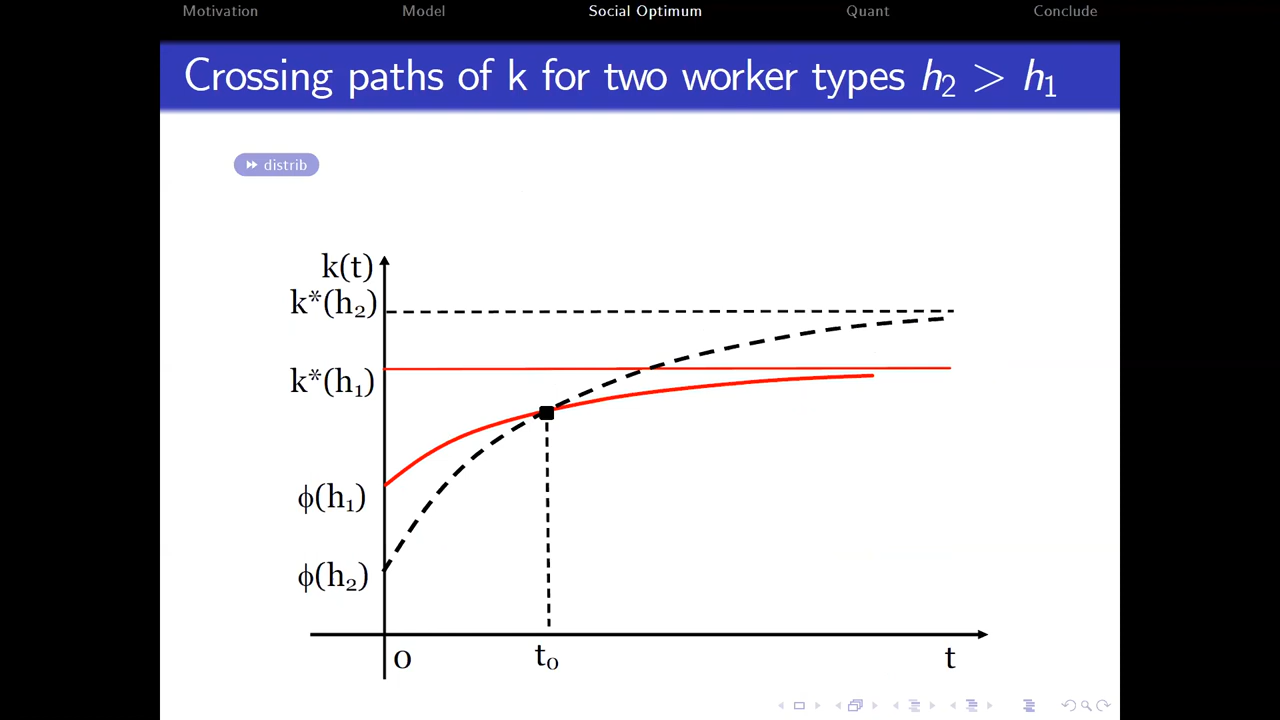 Motivation Model Social Optimum Quant Conclude
Crossing paths of k for two worker types h₂ > h₁
distrib
k(t)
k*(h₂)
k*(h₁)
ϕ(h₁)
ϕ(h₂)
0 t₀ t